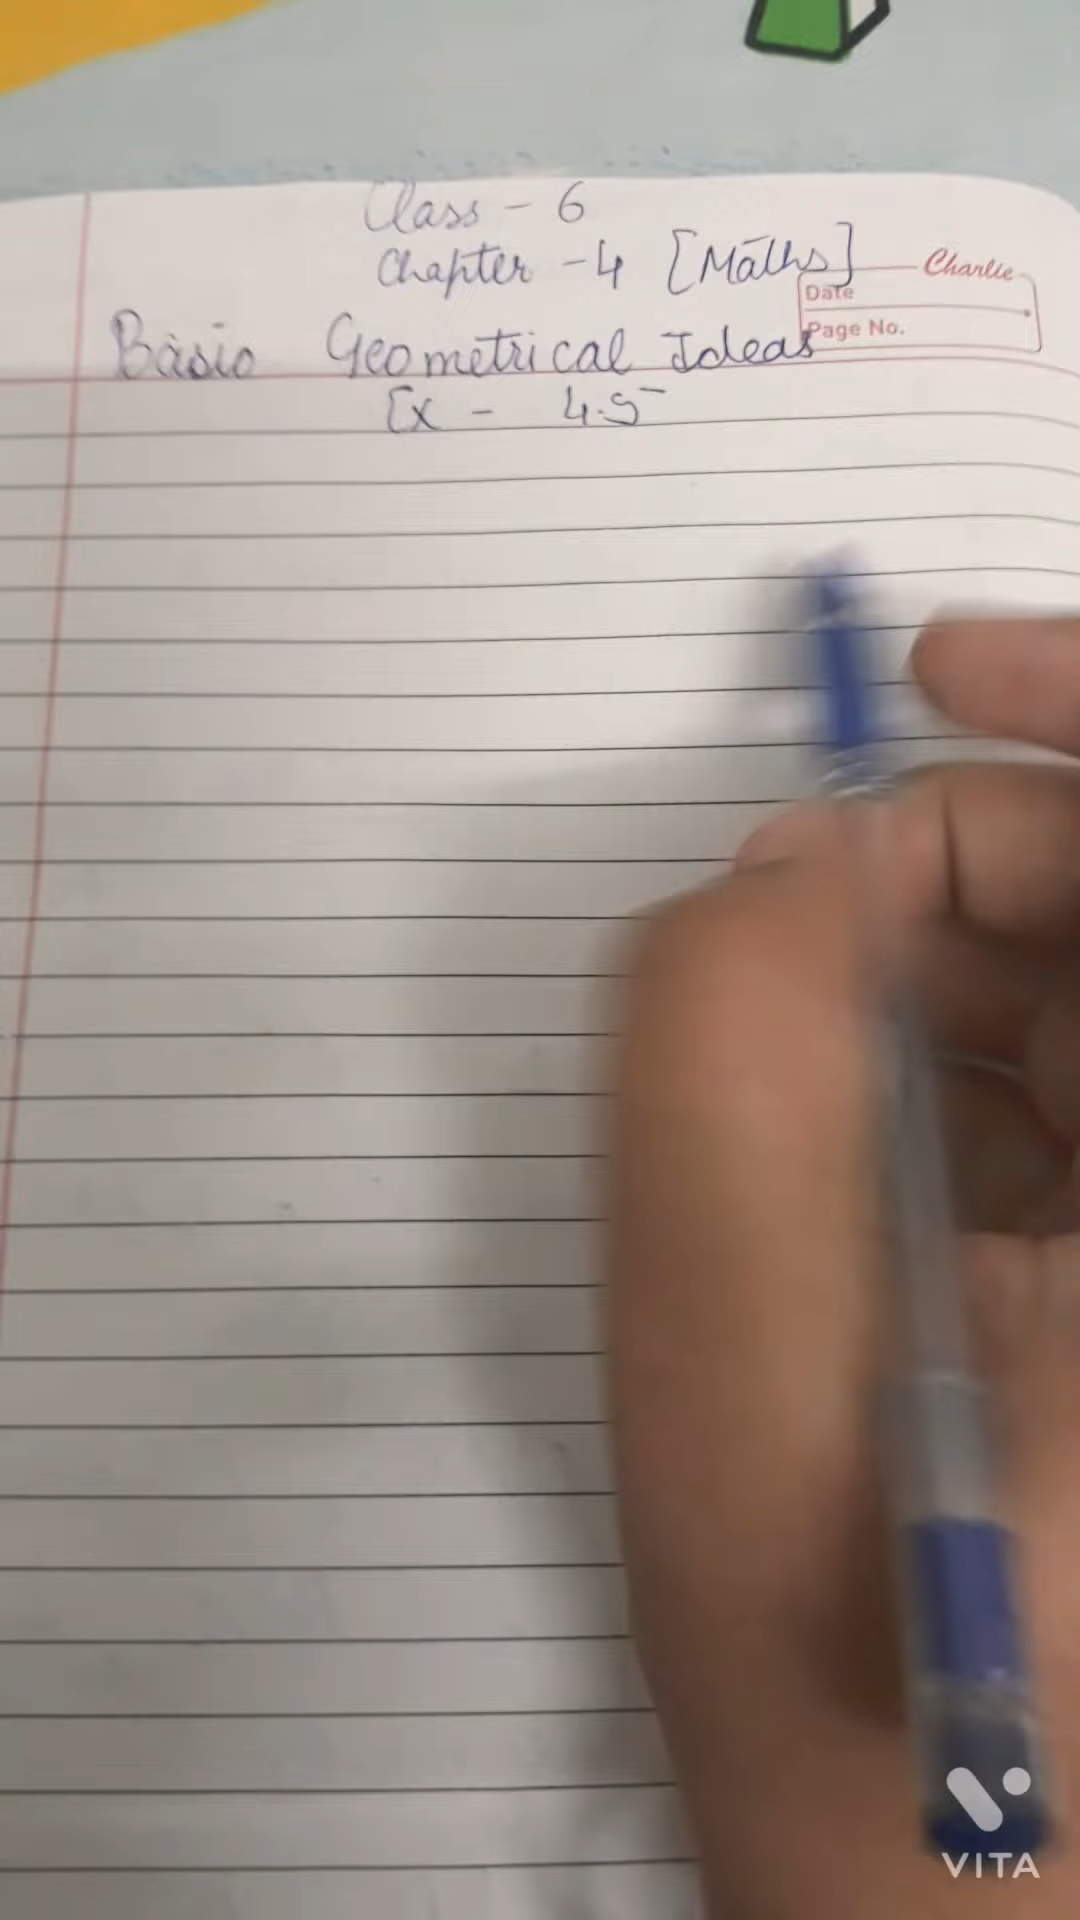 Class - 6
Chapter - 4 [Maths]
Charlie
Date
Page No.
Basic Geometrical Ideas
Ex - 4.5
VITA